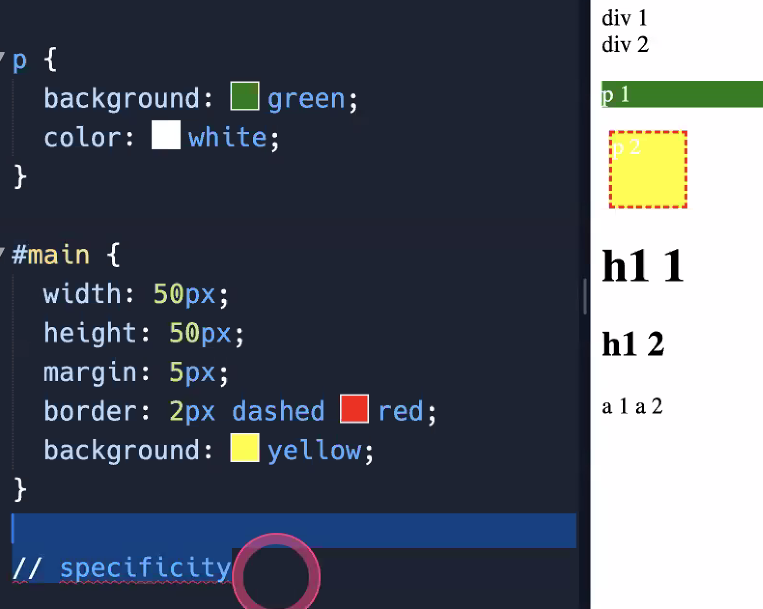 p {
background: green;
color: white;
}
#main {
width: 50px;
height: 50px;
margin: 5px;
border: 2px dashed red;
background: yellow;
}
// specificity
div 1
div 2
p 1
p 2
h1 1
h1 2
a 1 a 2